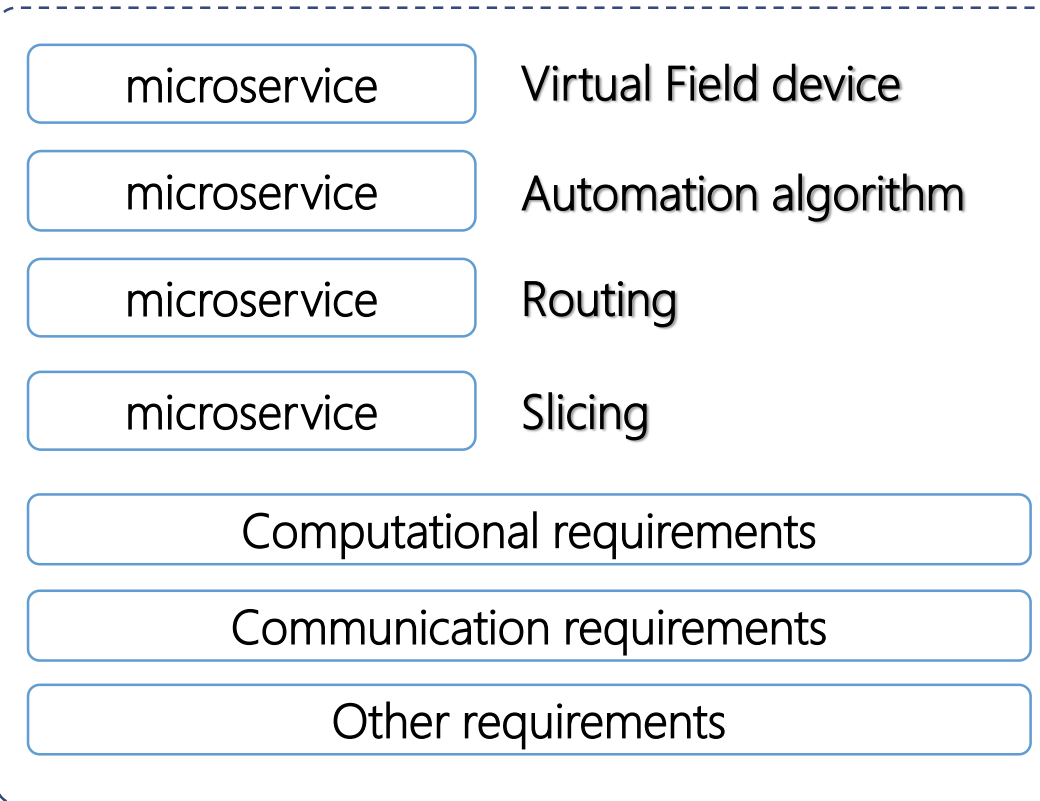 microservice Virtual Field device
microservice Automation algorithm
microservice Routing
microservice Slicing
Computational requirements
Communication requirements
Other requirements